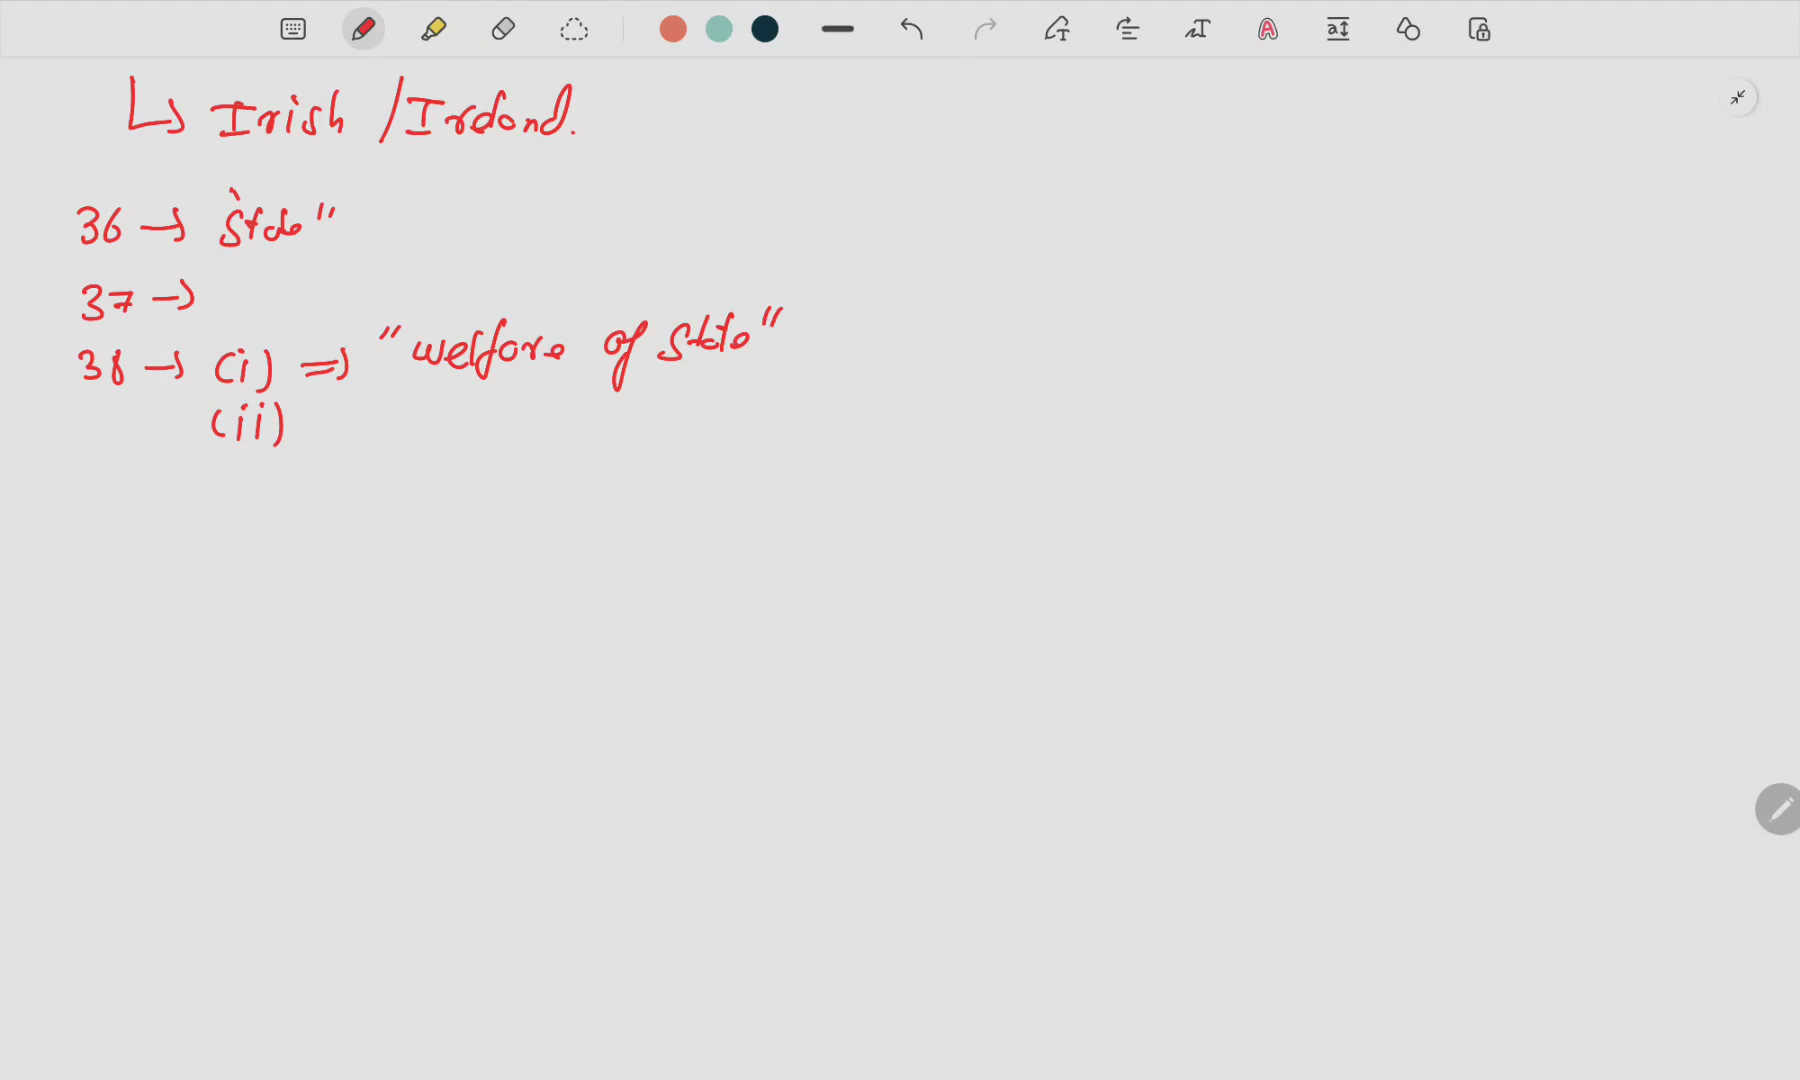 ↳ Irish / Ireland.
36 → "State"
37 →
38 → (i) ⇒ "welfare of state"
(ii)